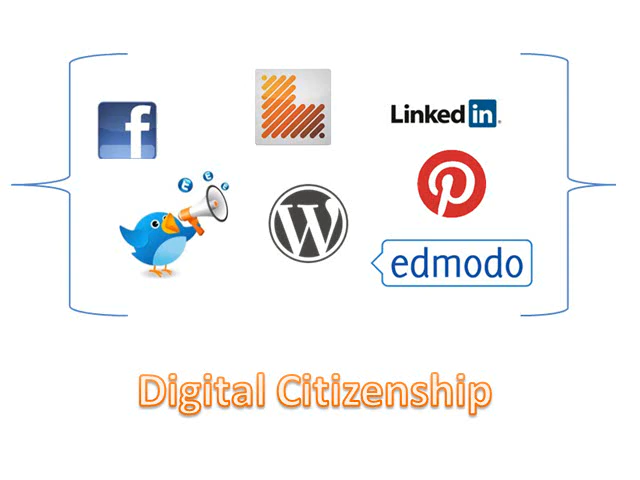 f
LinkedIn
t t t
W
p
edmodo
Digital Citizenship